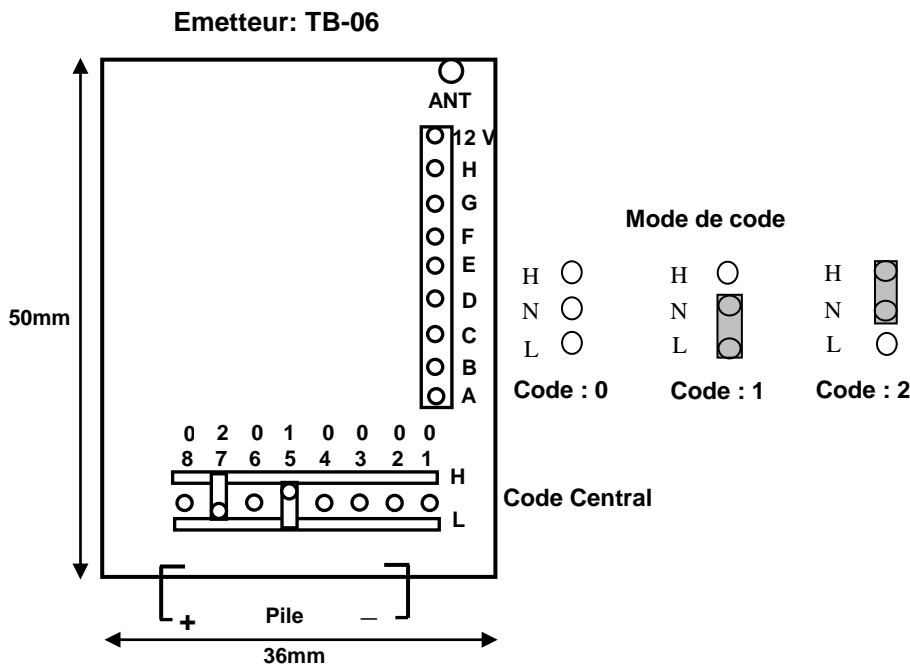 Emetteur: TB-06
ANT
12 V
H
G
F
E
D
C
B
A
50mm
Mode de code
H H H
N N N
L L L
Code : 0 Code : 1 Code : 2
0 2 0 1 0 0 0 0
8 7 6 5 4 3 2 1
H
Code Central
L
+ Pile –
36mm